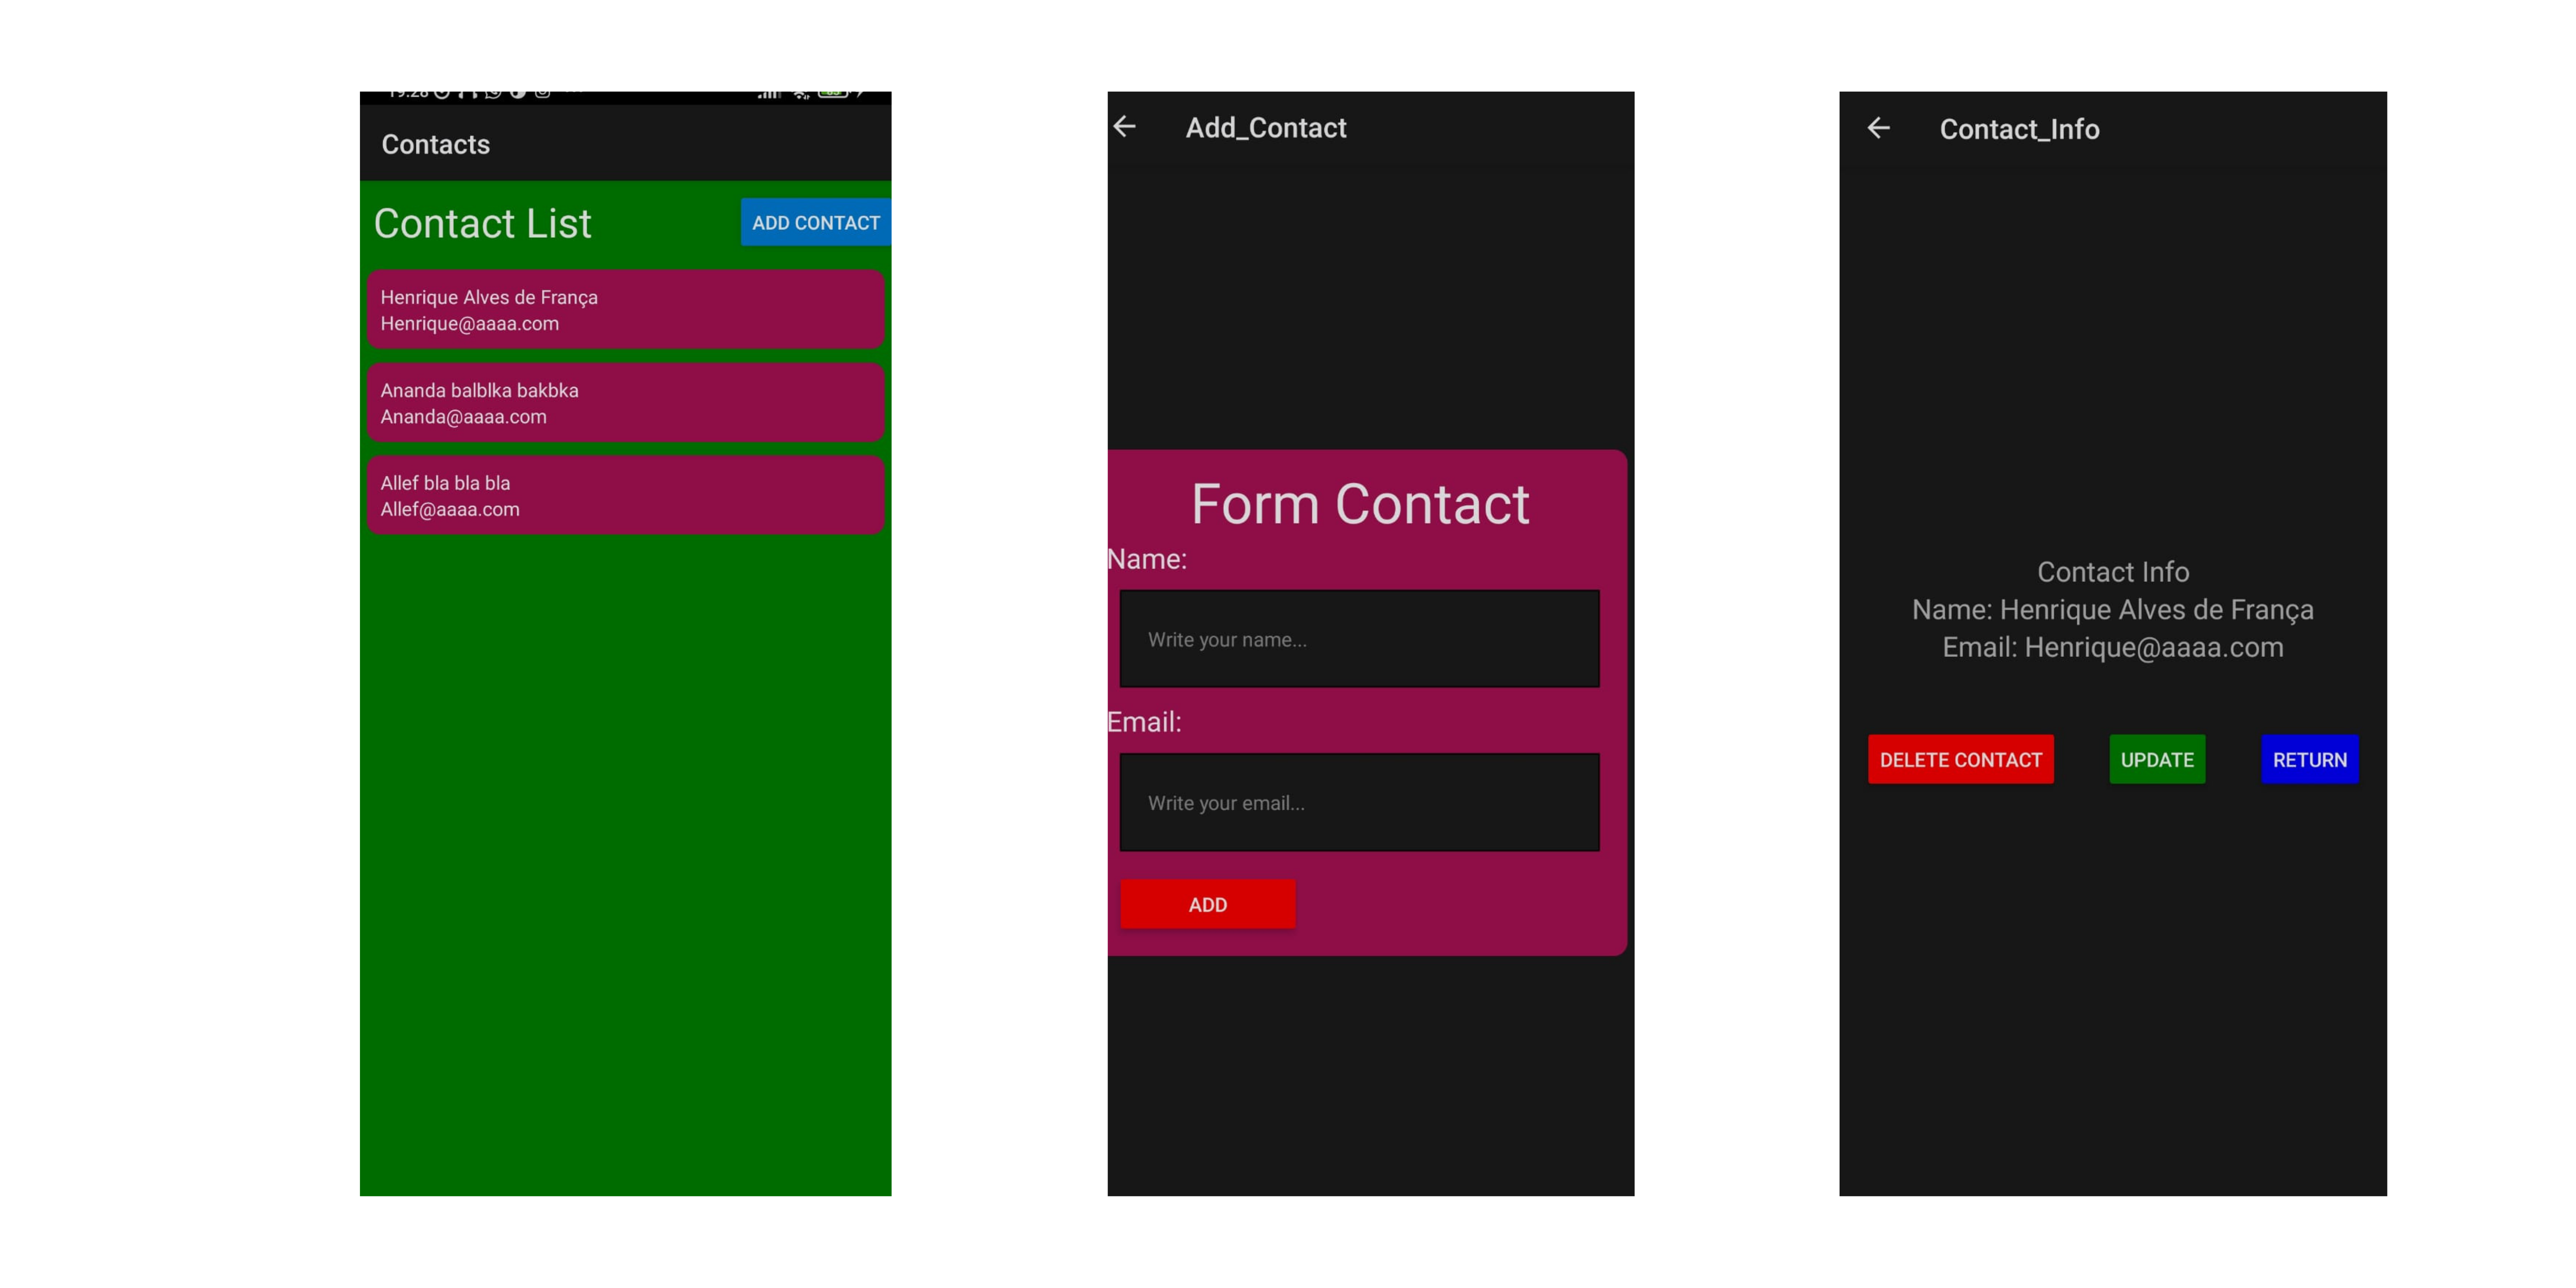 19:28
Contacts
Contact List
ADD CONTACT
Henrique Alves de França
Henrique@aaaa.com
Ananda balblka bakbka
Ananda@aaaa.com
Allef bla bla bla
Allef@aaaa.com
Add_Contact
Form Contact
Name:
Write your name...
Email:
Write your email...
ADD
Contact_Info
Contact Info
Name: Henrique Alves de França
Email: Henrique@aaaa.com
DELETE CONTACT
UPDATE
RETURN